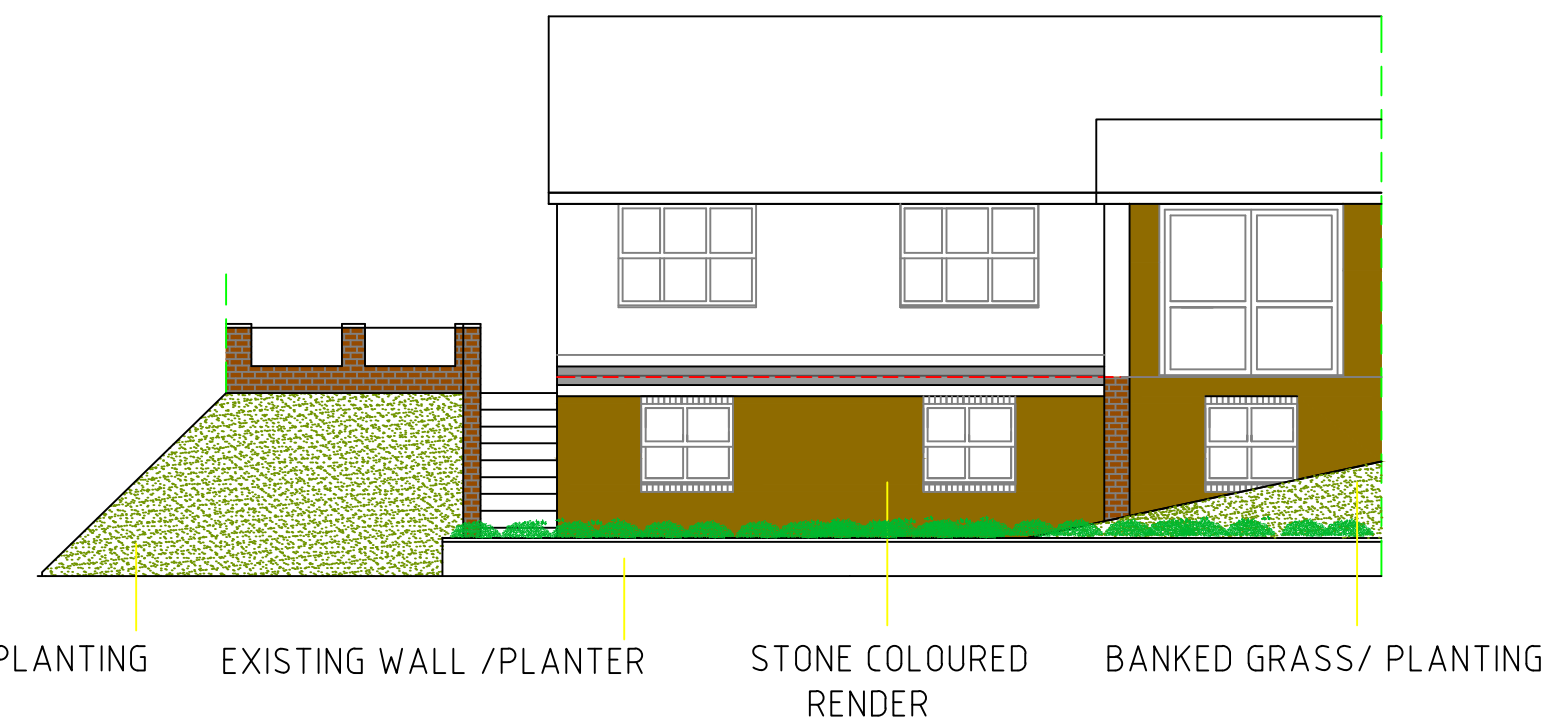 PLANTING
EXISTING WALL /PLANTER
STONE COLOURED
RENDER
BANKED GRASS/ PLANTING